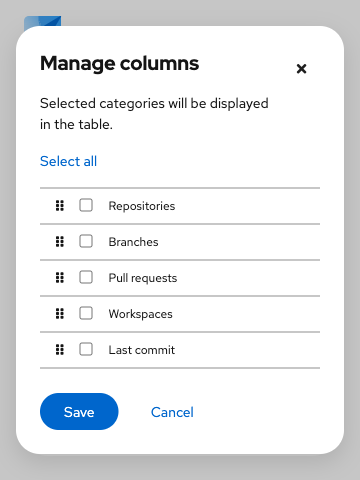 Manage columns
Selected categories will be displayed
in the table.
Select all
Repositories
Branches
Pull requests
Workspaces
Last commit
Save
Cancel